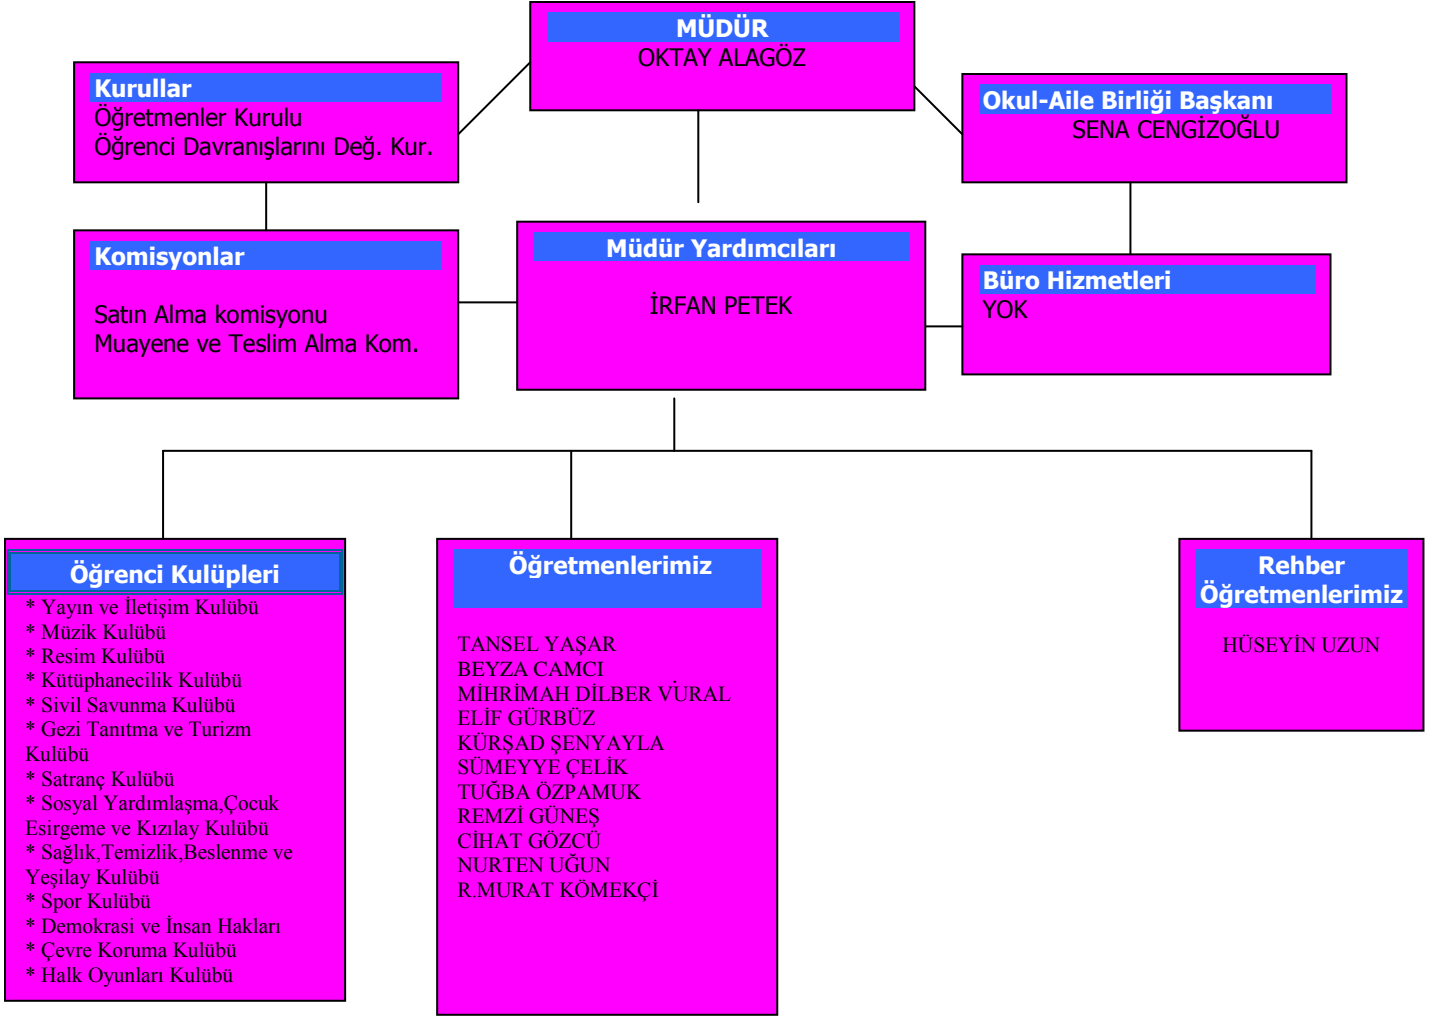 MÜDÜR
OKTAY ALAGÖZ
Kurullar
Öğretmenler Kurulu
Öğrenci Davranışlarını Değ. Kur.
Okul-Aile Birliği Başkanı
SENA CENGİZOĞLU
Komisyonlar
Satın Alma komisyonu
Muayene ve Teslim Alma Kom.
Müdür Yardımcıları
İRFAN PETEK
Büro Hizmetleri
YOK
Öğrenci Kulüpleri
* Yayın ve İletişim Kulübü
* Müzik Kulübü
* Resim Kulübü
* Kütüphanecilik Kulübü
* Sivil Savunma Kulübü
* Gezi Tanıtma ve Turizm
Kulübü
* Satranç Kulübü
* Sosyal Yardımlaşma,Çocuk
Esirgeme ve Kızılay Kulübü
* Sağlık,Temizlik,Beslenme ve
Yeşilay Kulübü
* Spor Kulübü
* Demokrasi ve İnsan Hakları
* Çevre Koruma Kulübü
* Halk Oyunları Kulübü
Öğretmenlerimiz
TANSEL YAŞAR
BEYZA CAMCI
MİHRİMAH DİLBER VURAL
ELİF GÜRBÜZ
KÜRŞAD ŞENYAYLA
SÜMEYYE ÇELİK
TUĞBA ÖZPAMUK
REMZİ GÜNEŞ
CİHAT GÖZCÜ
NURTEN UĞUN
R.MURAT KÖMEKÇİ
Rehber
Öğretmenlerimiz
HÜSEYİN UZUN